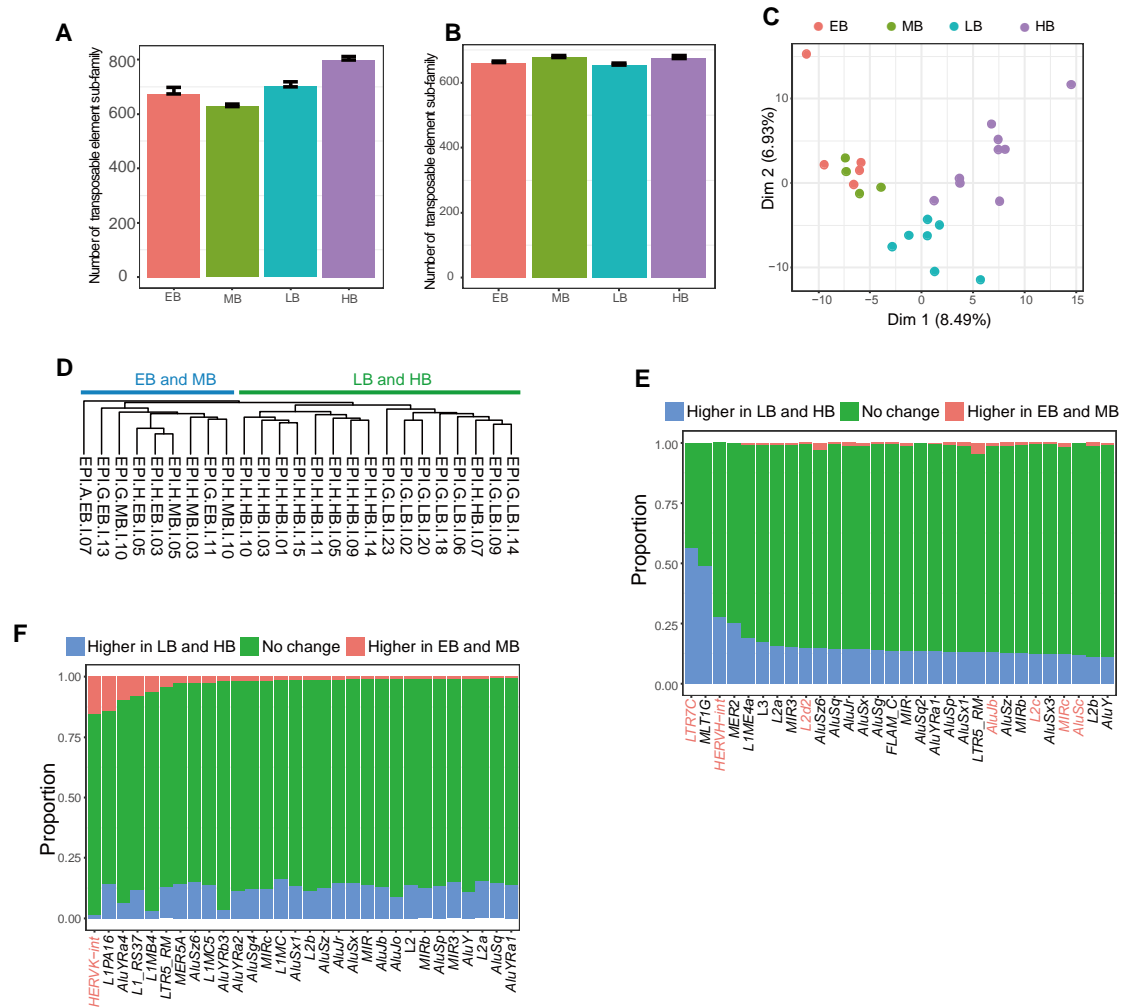 A
Number of transposable element sub-family
800
600
400
200
0
EB
MB
LB
HB
B
Number of transposable element sub-family
600
400
200
0
EB
MB
LB
HB
C
EB
MB
LB
HB
Dim 2 (6.93%)
10
0
−10
−10
−5
0
5
10
15
Dim 1 (8.49%)
D
EB and MB
LB and HB
EPI.A.EB.I.07
EPI.G.EB.I.13
EPI.G.MB.I.10
EPI.H.EB.I.05
EPI.H.EB.I.03
EPI.H.MB.I.05
EPI.H.MB.I.03
EPI.G.EB.I.11
EPI.H.MB.I.10
EPI.H.HB.I.10
EPI.G.HB.I.03
EPI.H.HB.I.01
EPI.H.HB.I.15
EPI.H.HB.I.11
EPI.G.HB.I.05
EPI.H.HB.I.09
EPI.H.HB.I.14
EPI.G.LB.I.23
EPI.G.LB.I.02
EPI.G.LB.I.20
EPI.G.LB.I.18
EPI.G.LB.I.06
EPI.H.HB.I.07
EPI.G.LB.I.09
EPI.G.LB.I.14
E
Higher in LB and HB
No change
Higher in EB and MB
Proportion
1.00
0.75
0.50
0.25
0.00
LTR7C
MLT1G
HERVH−int
MER2
L1ME4a
L3
L2a
MIR3
L2d2
AluSz6
AluSq
AluJr
AluSx
AluSg
FLAM_C
MIR
AluSq2
AluYRa1
AluSp
AluSx1
LTR5_RM
AluJb
AluSz
MIRb
L2c
AluSx3
MIRc
AluSc
L2b
AluY
F
Higher in LB and HB
No change
Higher in EB and MB
Proportion
1.00
0.75
0.50
0.25
0.00
HERVK−int
L1PA16
AluYRa4
L1_RS37
L1MB4
LTR5_RM
MER5A
AluSz6
L1MC5
AluYRb3
AluYRa2
AluSg4
MIRc
L1MC
AluSx1
L2b
AluSz
AluJr
AluSx
MIR
AluJb
AluJo
L2
MIRb
AluSp
MIR3
AluY
L2a
AluSq
AluYRa1